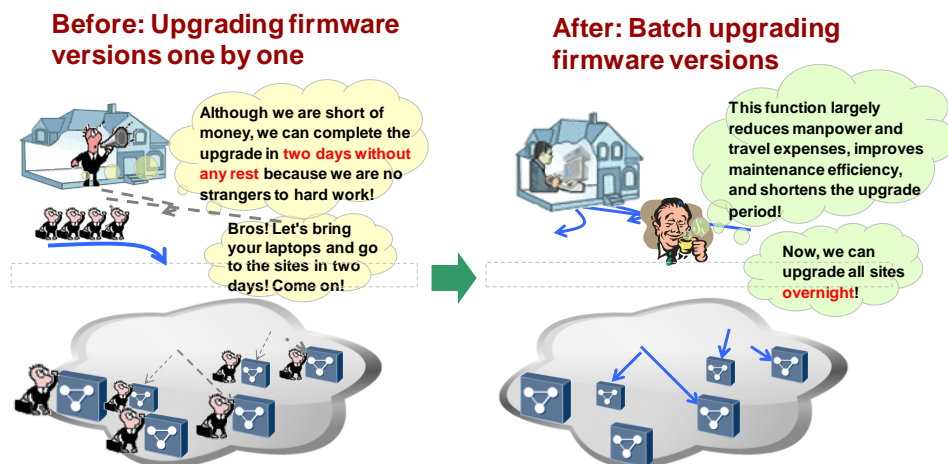 Before: Upgrading firmware
versions one by one
Although we are short of
money, we can complete the
upgrade in two days without
any rest because we are no
strangers to hard work!
Bros! Let's bring
your laptops and go
to the sites in two
days! Come on!
After: Batch upgrading
firmware versions
This function largely
reduces manpower and
travel expenses, improves
maintenance efficiency,
and shortens the upgrade
period!
Now, we can
upgrade all sites
overnight!